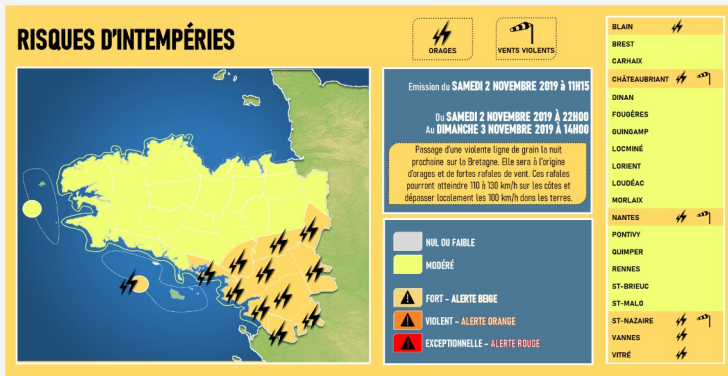 RISQUES D'INTEMPÉRIES
ORAGES
VENTS VIOLENTS
Emission du SAMEDI 2 NOVEMBRE 2019 à 11H15
Du SAMEDI 2 NOVEMBRE 2019 À 22H00
Au DIMANCHE 3 NOVEMBRE 2019 À 14H00
Passage d'une violente ligne de grain la nuit
prochaine sur la Bretagne. Elle sera à l'origine
d'orages et de fortes rafales de vent. Ces rafales
pourront atteindre 110 à 130 km/h sur les côtes et
dépasser localement les 100 km/h dans les terres.
NUL OU FAIBLE
MODÉRÉ
FORT - ALERTE BEIGE
VIOLENT - ALERTE ORANGE
EXCEPTIONNELLE - ALERTE ROUGE
BLAIN
BREST
CARHAIX
CHÂTEAUBRIANT
DINAN
FOUGÈRES
GUINGAMP
LOCMINÉ
LORIENT
LOUDÉAC
MORLAIX
NANTES
PONTIVY
QUIMPER
RENNES
ST-BRIEUC
ST-MALO
ST-NAZAIRE
VANNES
VITRÉ